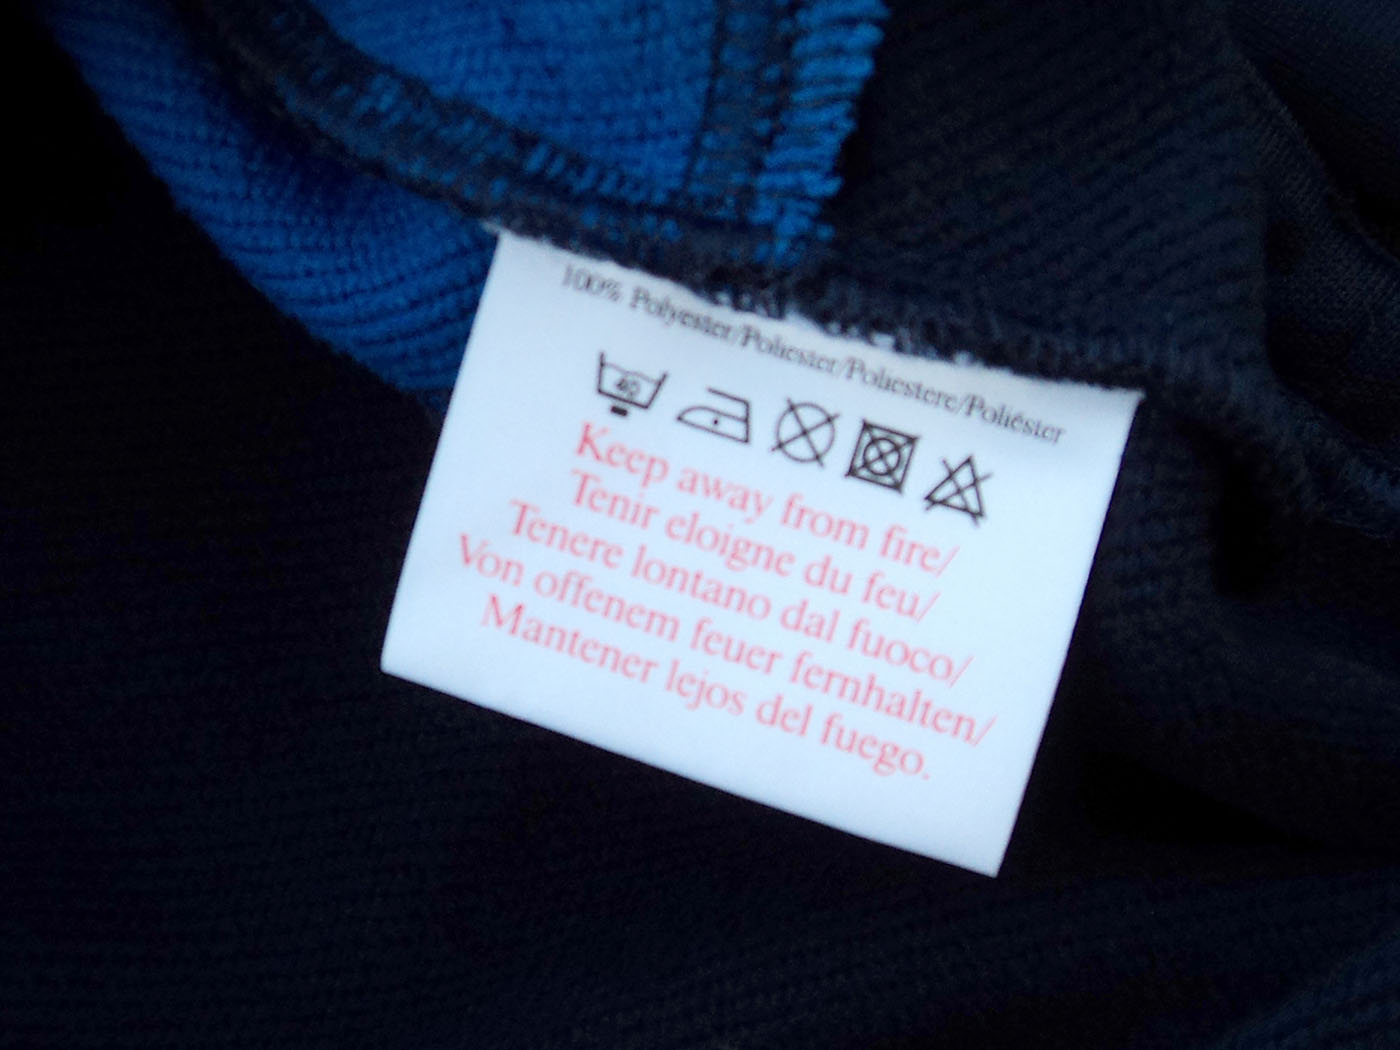 100% Polyester/Poliester/Poliestere/Poliéster
40
Keep away from fire/
Tenir eloigne du feu/
Tenere lontano dal fuoco/
Von offenem feuer fernhalten/
Mantener lejos del fuego.